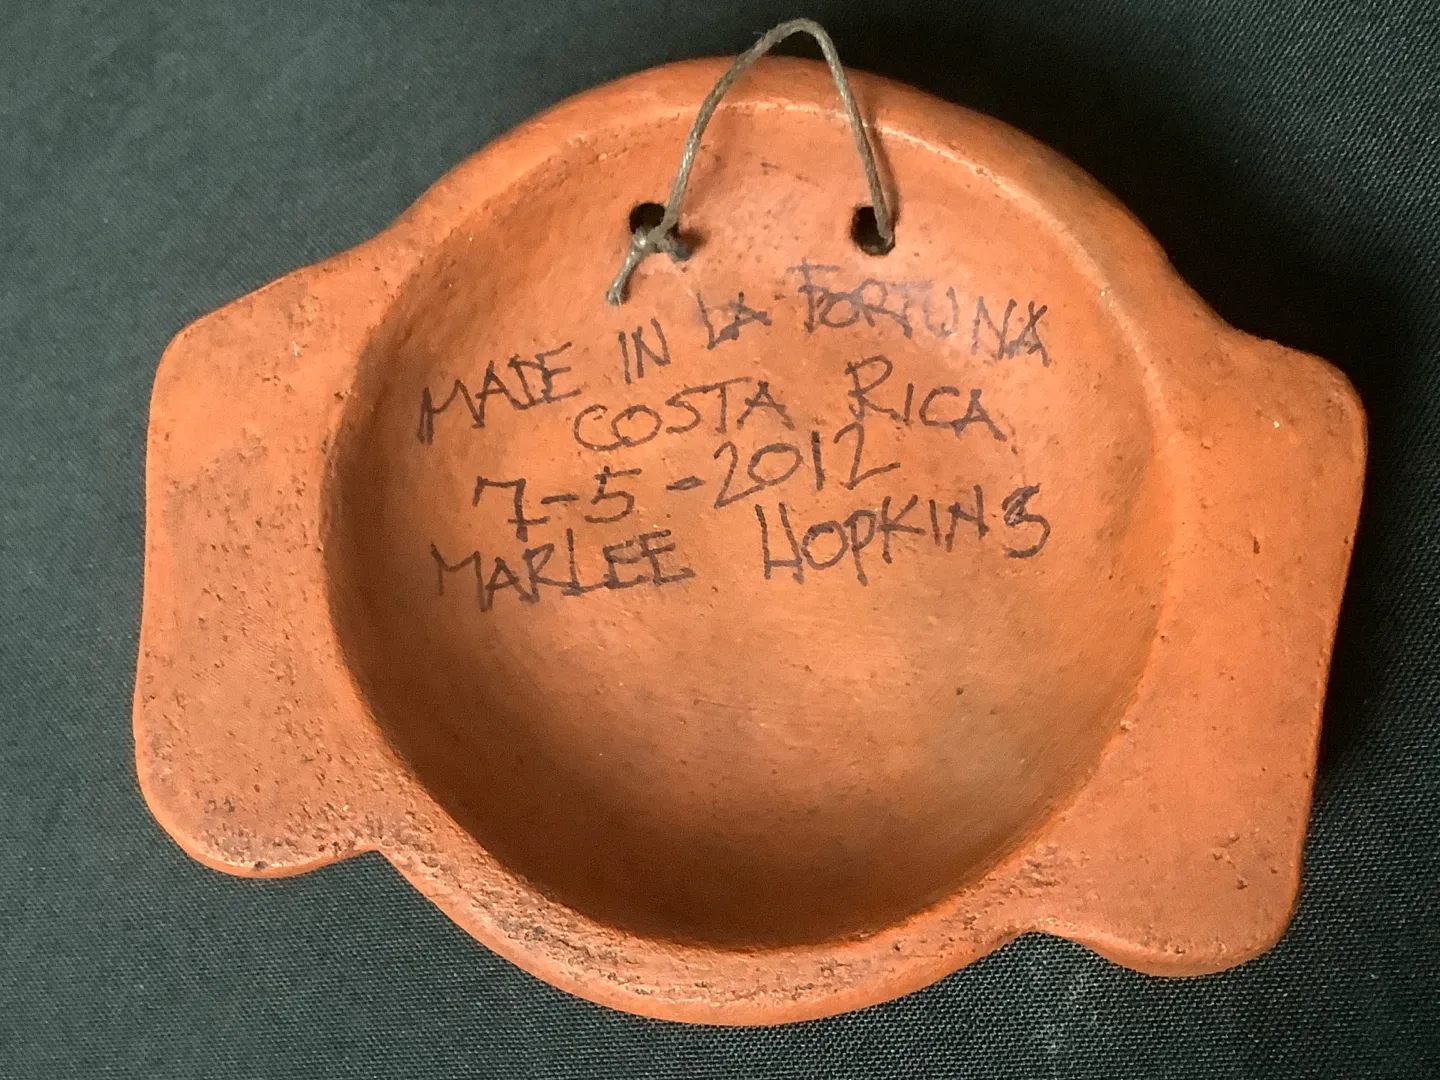 MADE IN LA FORTUNA
COSTA RICA
7-5-2012
MARLEE HOPKINS